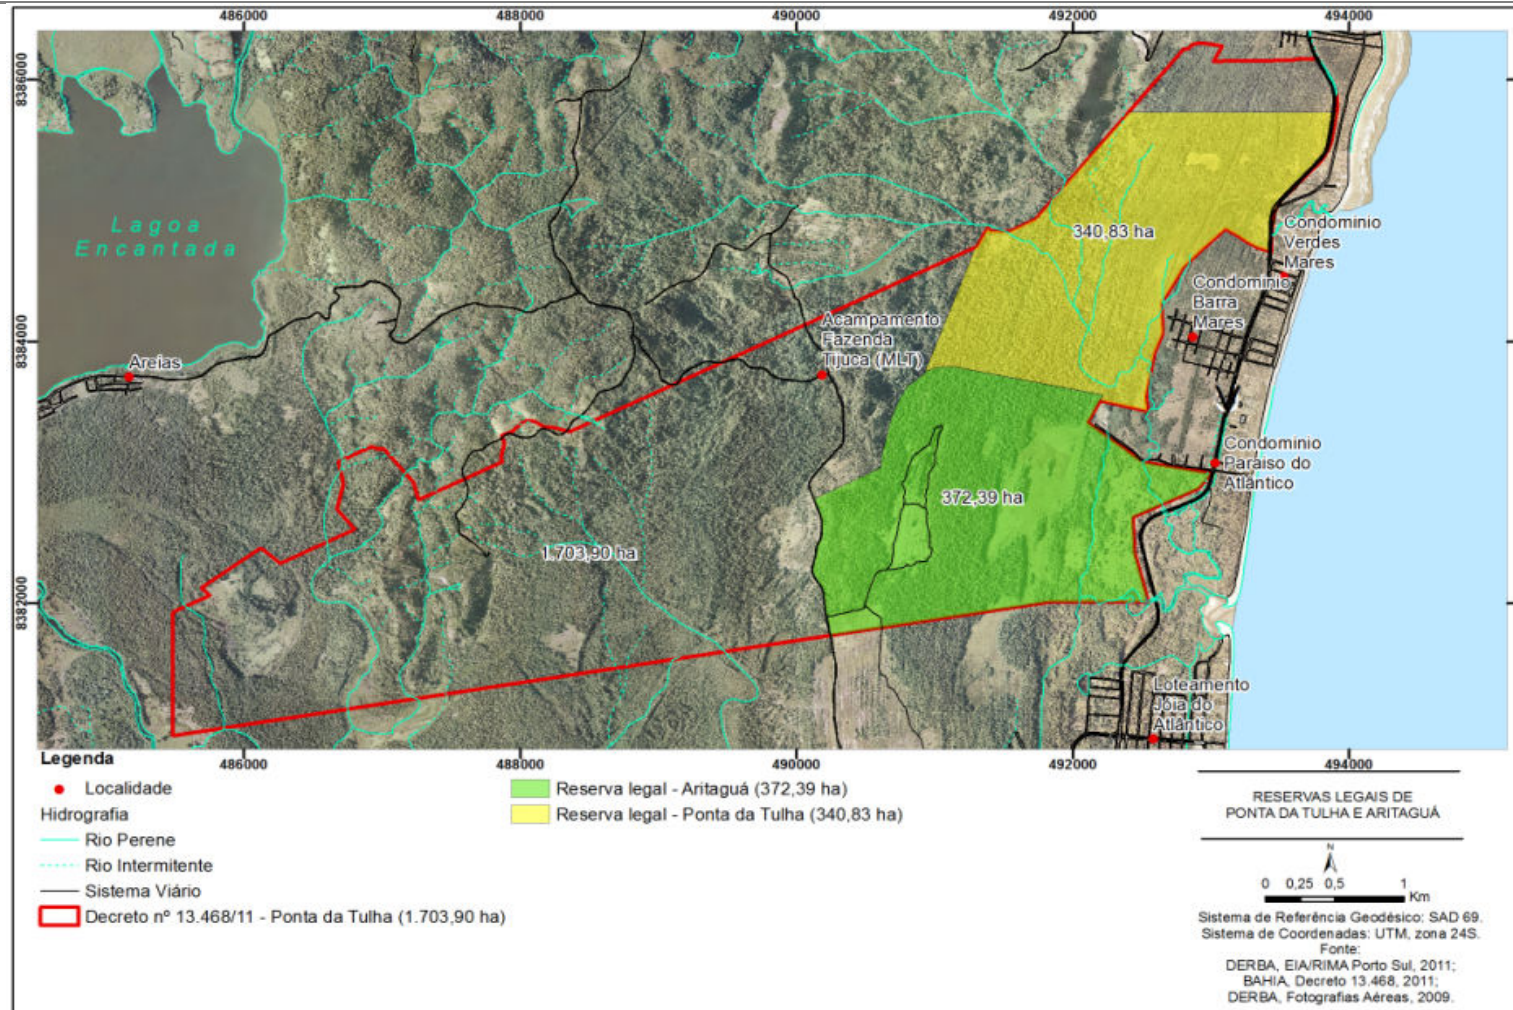 486000
488000
490000
492000
494000
8386000
8384000
8382000
Lagoa
Encantada
Areias
Acampamento
Fazenda
Tijuca (MLT)
340,83 ha
Condominio
Verdes
Mares
Condominio
Barra
Mares
Condominio
Paraiso do
Atlântico
372,39 ha
1.703,90 ha
Loteamento
Jóia do
Atlântico
486000
488000
490000
492000
494000
Legenda
Localidade
Hidrografia
Rio Perene
Rio Intermitente
Sistema Viário
Decreto nº 13.468/11 - Ponta da Tulha (1.703,90 ha)
Reserva legal - Aritaguá (372,39 ha)
Reserva legal - Ponta da Tulha (340,83 ha)
RESERVAS LEGAIS DE
PONTA DA TULHA E ARITAGUÁ
N
0 0,25 0,5 1
Km
Sistema de Referência Geodésico: SAD 69.
Sistema de Coordenadas: UTM, zona 24S.
Fonte:
DERBA, EIA/RIMA Porto Sul, 2011;
BAHIA, Decreto 13.468, 2011;
DERBA, Fotografias Aéreas, 2009.